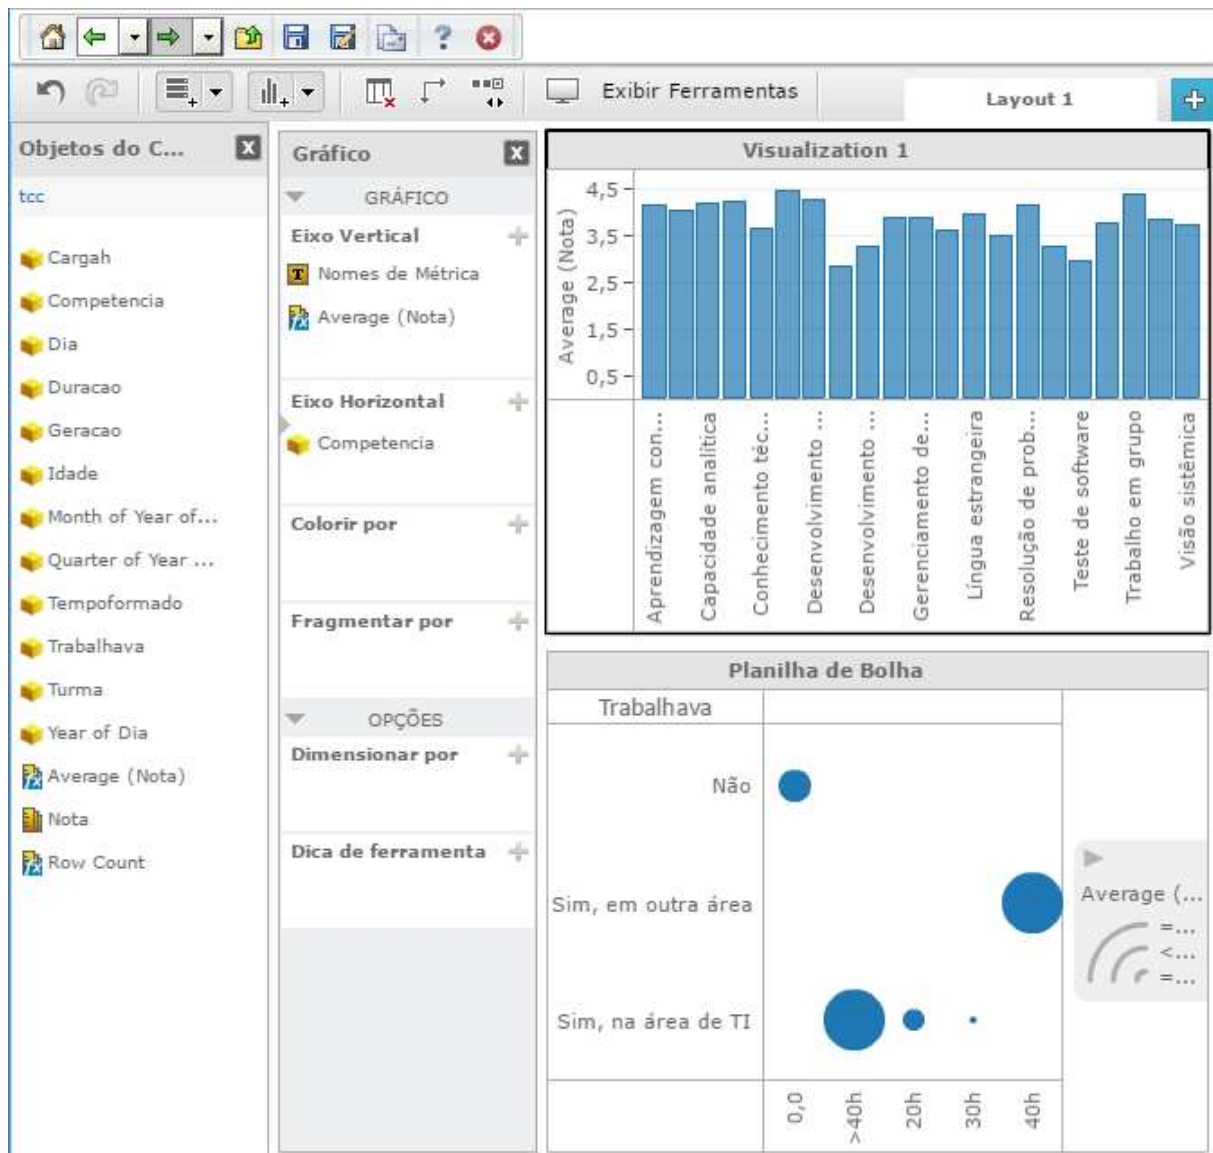 Exibir Ferramentas
Layout 1
Objetos do C...
tcc
Cargah
Competencia
Dia
Duracao
Geracao
Idade
Month of Year of...
Quarter of Year ...
Tempoformado
Trabalhava
Turma
Year of Dia
Average (Nota)
Nota
Row Count
Gráfico
GRÁFICO
Eixo Vertical
Nomes de Métrica
Average (Nota)
Eixo Horizontal
Competencia
Colorir por
Fragmentar por
OPÇÕES
Dimensionar por
Dica de ferramenta
Visualization 1
Average (Nota)
4,5
3,5
2,5
1,5
0,5
Aprendizagem con...
Capacidade analítica
Conhecimento téc...
Desenvolvimento ...
Desenvolvimento ...
Gerenciamento de...
Língua estrangeira
Resolução de prob...
Teste de software
Trabalho em grupo
Visão sistêmica
Planilha de Bolha
Trabalhava
Não
Sim, em outra área
Sim, na área de TI
0,0
>40h
20h
30h
40h
Average (...
=...
<...
=...